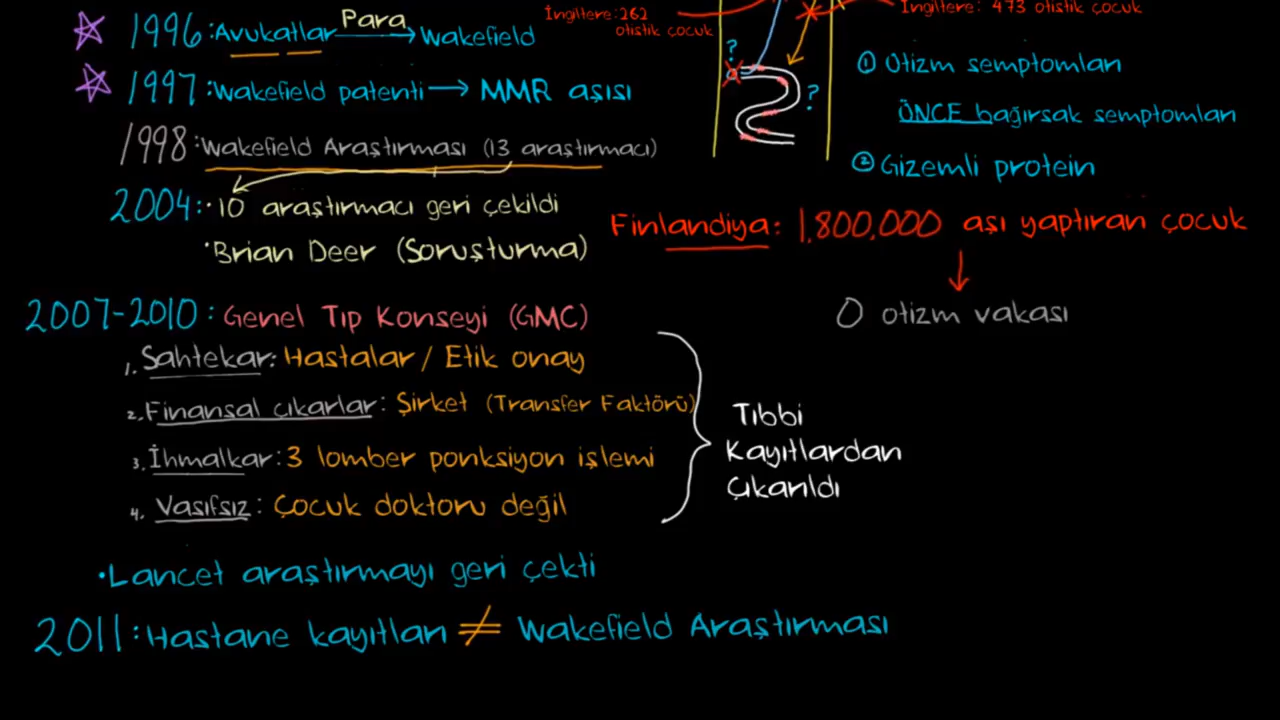 1996: Avukatlar Para → Wakefield
1997: Wakefield patenti → MMR aşısı
1998: Wakefield Araştırması (13 araştırmacı)
2004: · 10 araştırmacı geri çekildi
· Brian Deer (Soruşturma)
2007-2010: Genel Tıp Konseyi (GMC)
1. Sahtekar: Hastalar / Etik onay
2. Finansal çıkarlar: Şirket (Transfer Faktörü)
3. İhmalkar: 3 lomber ponksiyon işlemi
4. Vasıfsız: Çocuk doktoru değil
Tıbbi
Kayıtlardan
Çıkarıldı
· Lancet araştırmayı geri çekti
2011: Hastane kayıtları ≠ Wakefield Araştırması
İngiltere: 262
otistik çocuk
?
?
İngiltere: 473 otistik çocuk
① Otizm semptomları
ÖNCE bağırsak semptomları
② Gizemli protein
Finlandiya: 1,800,000 aşı yaptıran çocuk
0 otizm vakası